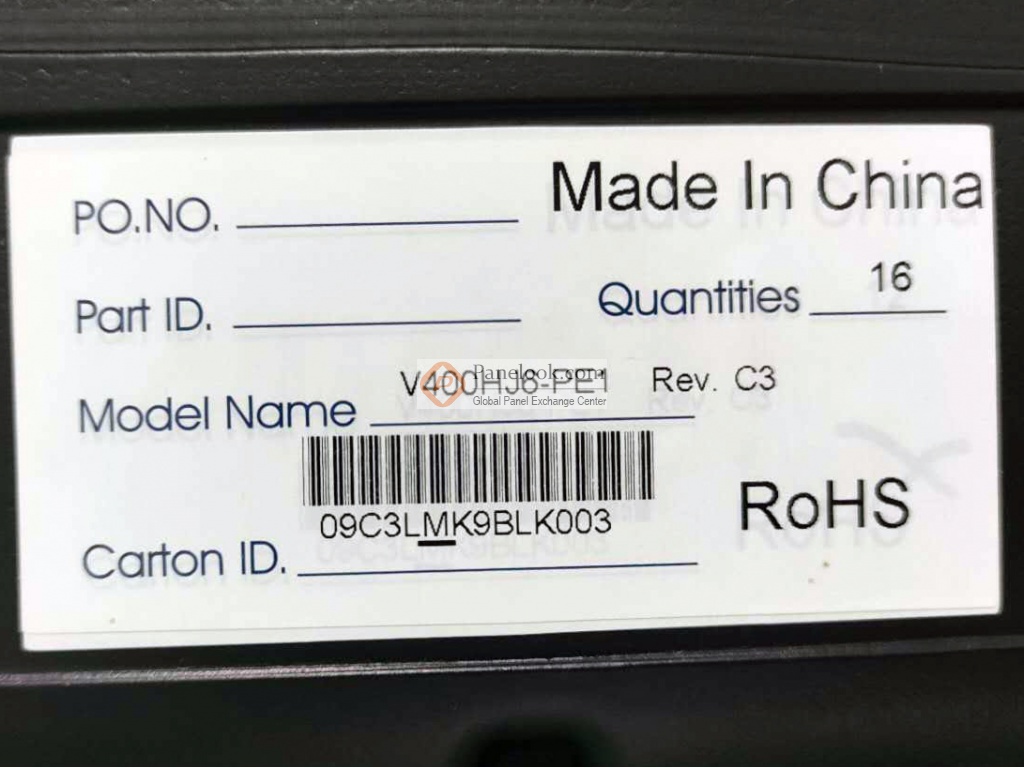 Made In China
PO.NO.
Part ID.
Quantities 16
Panelook.com
Global Panel Exchange Center
Model Name V400HJ6-PE1 Rev. C3
09C3LMK9BLK003
RoHS
Carton ID.